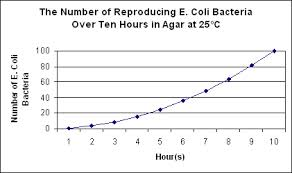 The Number of Reproducing E. Coli Bacteria
Over Ten Hours in Agar at 25°C
Number of E. Coli
Bacteria
100
80
60
40
20
0
1 2 3 4 5 6 7 8 9 10
Hour(s)